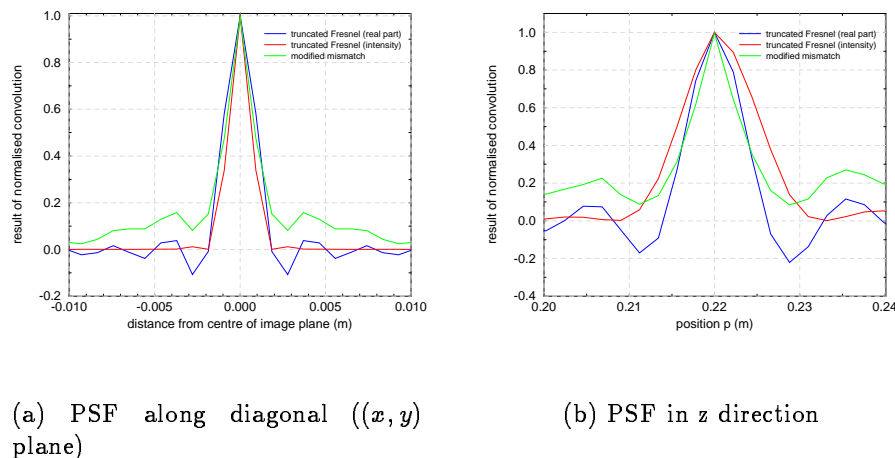 1.0
0.8
0.6
0.4
0.2
0.0
-0.2
result of normalised convolution
truncated Fresnel (real part)
truncated Fresnel (intensity)
modified mismatch
-0.010 -0.005 0.000 0.005 0.010
distance from centre of image plane (m)
(a) PSF along diagonal ((x, y)
plane)
1.0
0.8
0.6
0.4
0.2
0.0
-0.2
-0.4
result of normalised convolution
truncated Fresnel (real part)
truncated Fresnel (intensity)
modified mismatch
0.20 0.21 0.22 0.23 0.24
position p (m)
(b) PSF in z direction